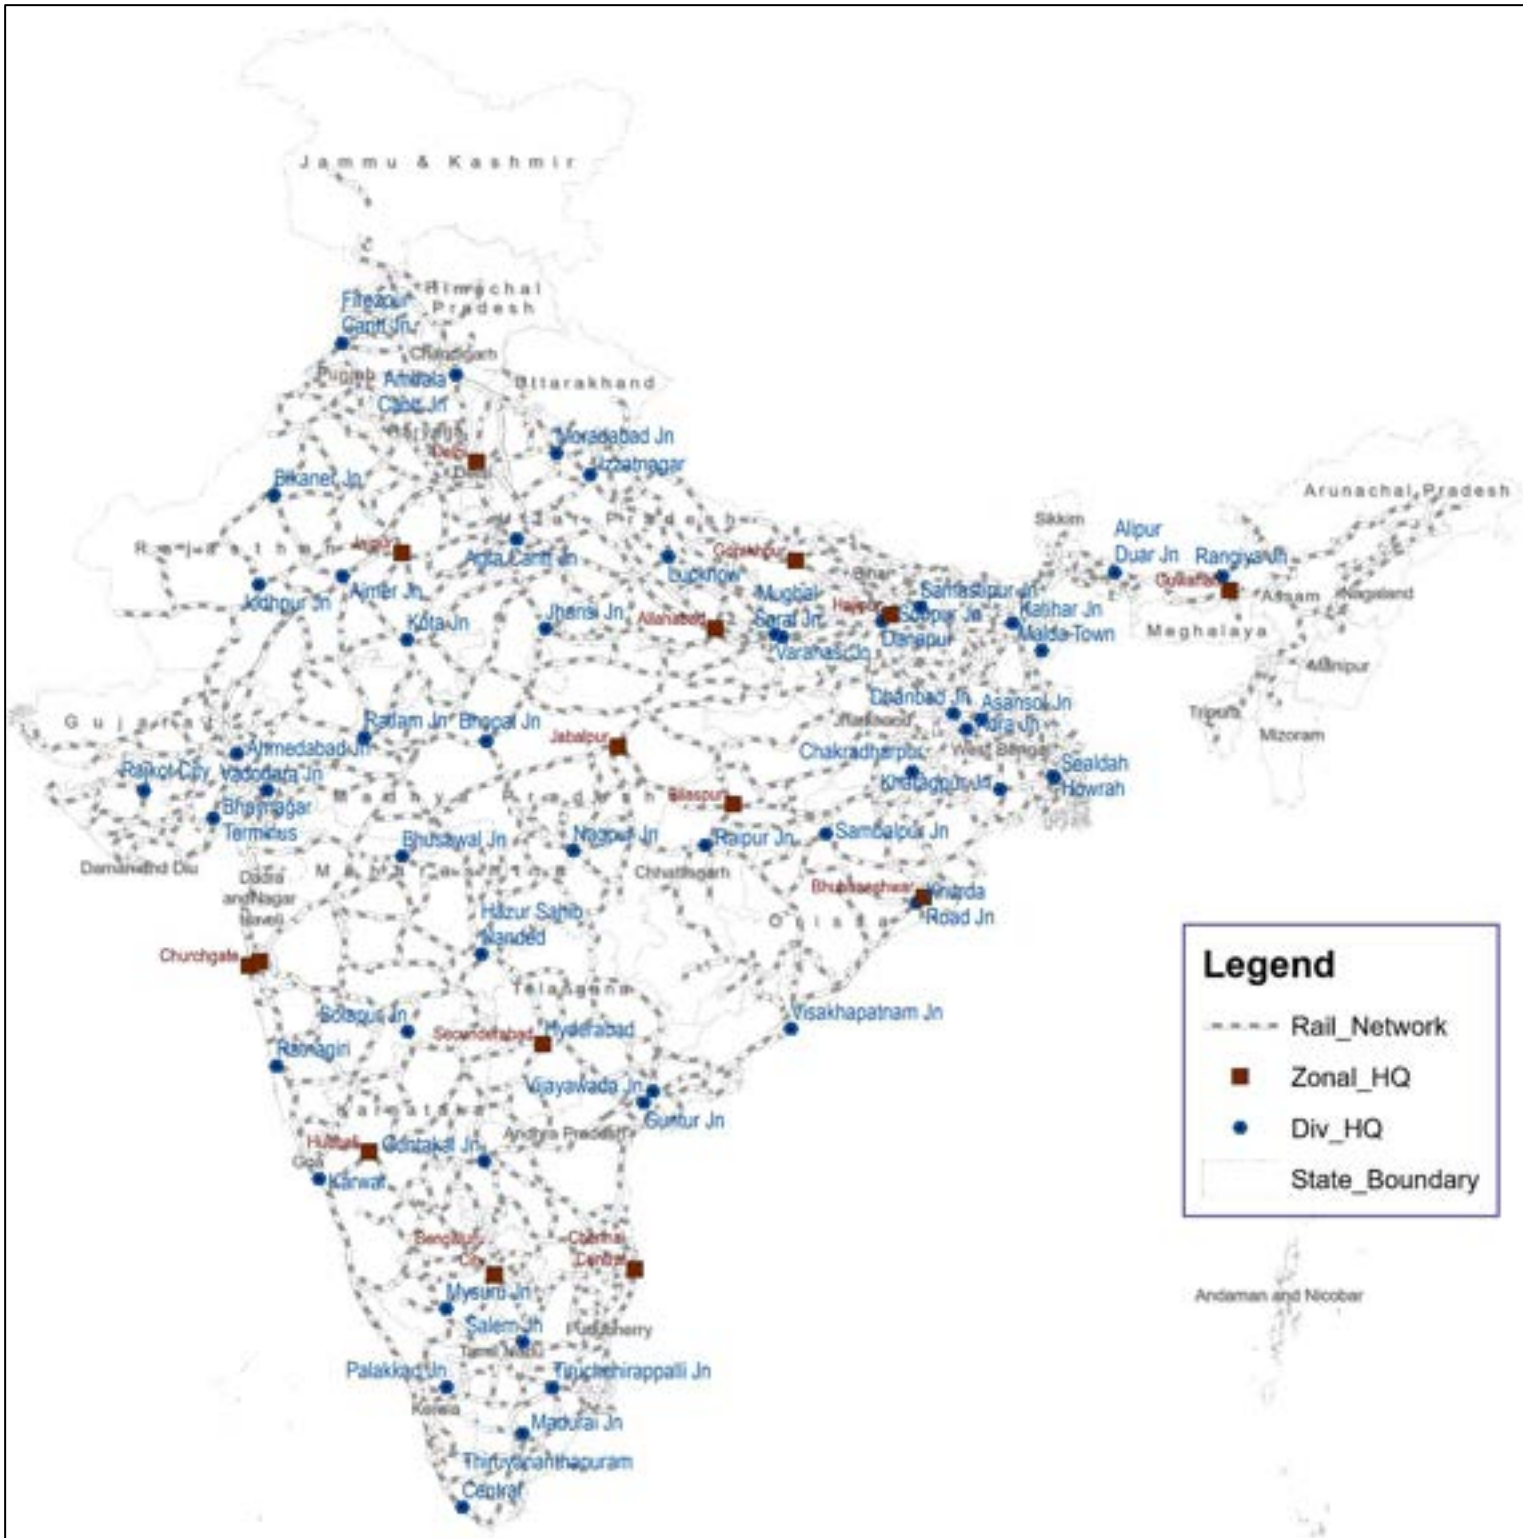 Jammu & Kashmir
Himachal
Pradesh
Firozpur
Cantt Jn
Chandigarh
Punjab
Ambala
Cantt Jn
Uttarakhand
Haryana
Moradabad Jn
Delhi
Delhi
Izzatnagar
Bikaner Jn
Arunachal Pradesh
Uttar Pradesh
Sikkim
Alipur
Duar Jn
Rajasthan
Jaipur
Agra Cantt Jn
Gorakhpur
Rangiya Jn
Lucknow
Bihar
Guwahati
Jodhpur Jn
Ajmer Jn
Mughal
Sarai Jn
Samastipur Jn
Assam
Nagaland
Kota Jn
Jhansi Jn
Allahabad
Hajipur
Sonpur Jn
Katihar Jn
Danapur
Malda Town
Meghalaya
Varanasi Jn
Manipur
Dhanbad Jn
Asansol Jn
Tripura
Gujarat
Ratlam Jn
Bhopal Jn
Jharkhand
Adra Jn
Mizoram
Jabalpur
Ahmedabad Jn
Chakradharpur
West Bengal
Rajkot City
Vadodara Jn
Sealdah
Kharagpur Jn
Howrah
Madhya Pradesh
Bilaspur
Bhavnagar
Terminus
Bhusawal Jn
Nagpur Jn
Raipur Jn
Sambalpur Jn
Daman and Diu
Maharashtra
Chhattisgarh
Dadra
and Nagar
Haveli
Bhubaneshwar
Khurda
Road Jn
Orissa
Hazur Sahib
Nanded
Churchgate
Telangana
Solapur Jn
Secunderabad
Hyderabad
Visakhapatnam Jn
Ratnagiri
Vijayawada Jn
Karnataka
Guntur Jn
Andhra Pradesh
Hubbali
Guntakal Jn
Goa
Karwar
Bengaluru
City
Chennai
Central
Mysuru Jn
Salem Jn
Puducherry
Tamil Nadu
Palakkad Jn
Tiruchchirappalli Jn
Kerela
Madurai Jn
Thiruvananthapuram
Central
Andaman and Nicobar
Legend
Rail_Network
Zonal_HQ
Div_HQ
State_Boundary